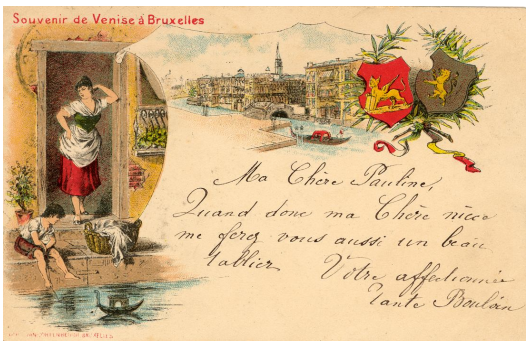 Souvenir de Venise à Bruxelles
Ma Chère Pauline,
Quand donc ma Chère nièce
me ferez vous aussi un beau
tablier Votre affectionnée
Tante